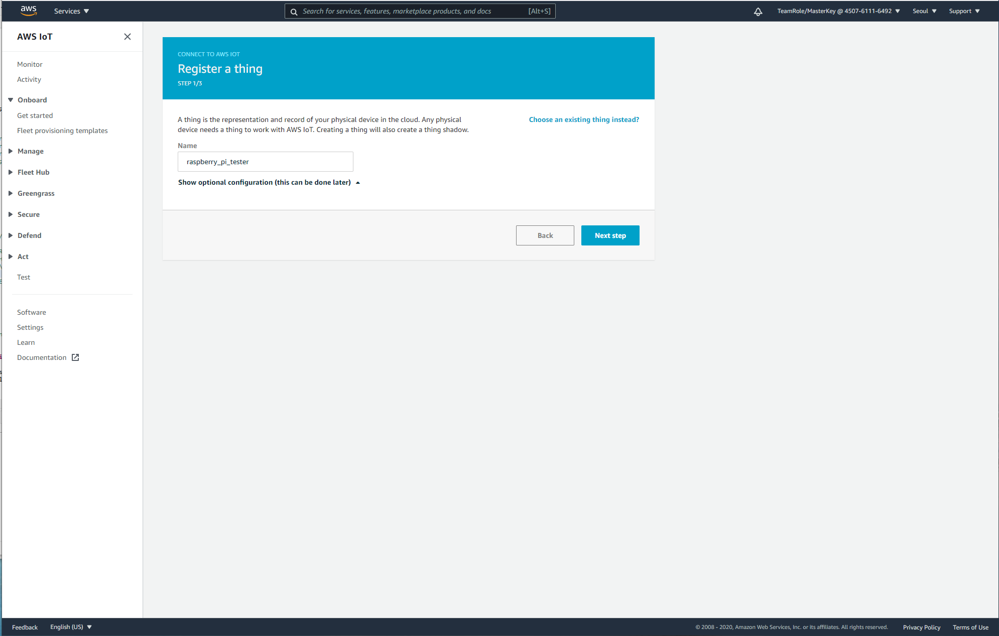 aws
Services
Search for services, features, marketplace products, and docs
[Alt+S]
TeamRole/MasterKey @ 4507-6111-6492
Seoul
Support
AWS IoT
Monitor
Activity
Onboard
Get started
Fleet provisioning templates
Manage
Fleet Hub
Greengrass
Secure
Defend
Act
Test
Software
Settings
Learn
Documentation
CONNECT TO AWS IOT
Register a thing
STEP 1/3
A thing is the representation and record of your physical device in the cloud. Any physical
device needs a thing to work with AWS IoT. Creating a thing will also create a thing shadow.
Choose an existing thing instead?
Name
raspberry_pi_tester
Show optional configuration (this can be done later)
Back
Next step
Feedback
English (US)
© 2008 - 2020, Amazon Web Services, Inc. or its affiliates. All rights reserved.
Privacy Policy
Terms of Use